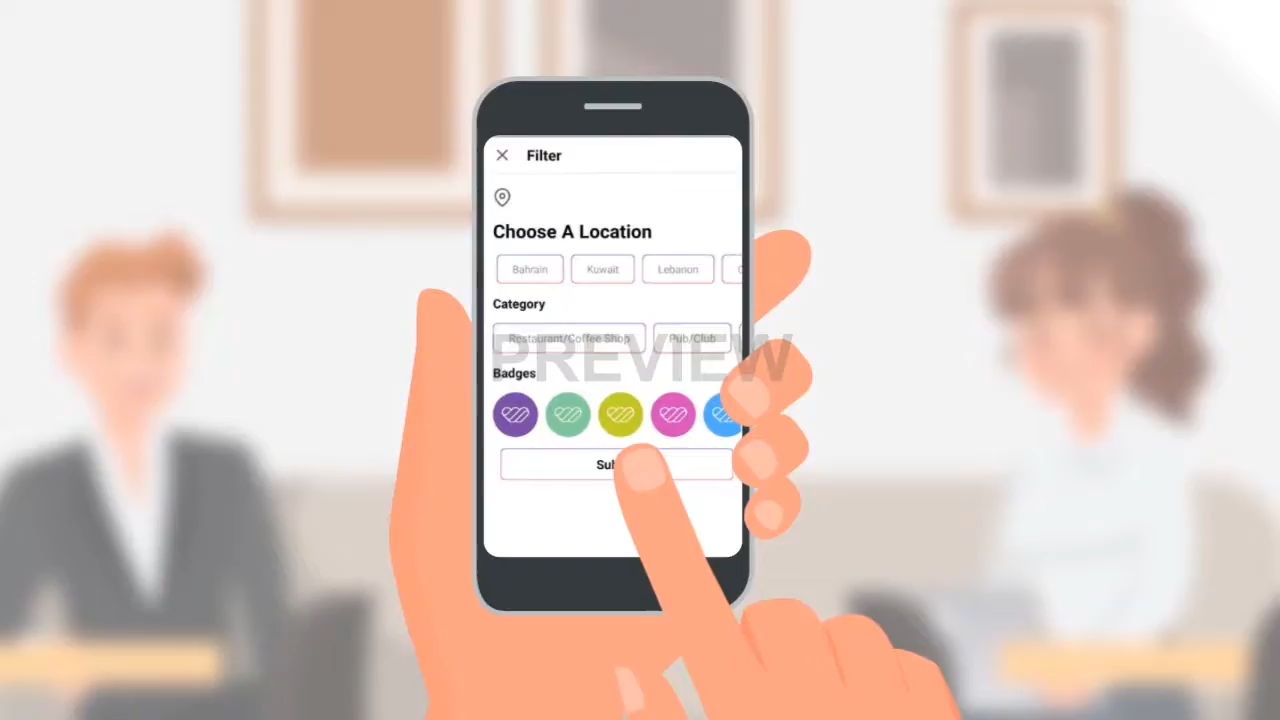 Filter
Choose A Location
Bahrain Kuwait Lebanon
Category
Restaurant/Coffee Shop Pub/Club
PREVIEW
Badges